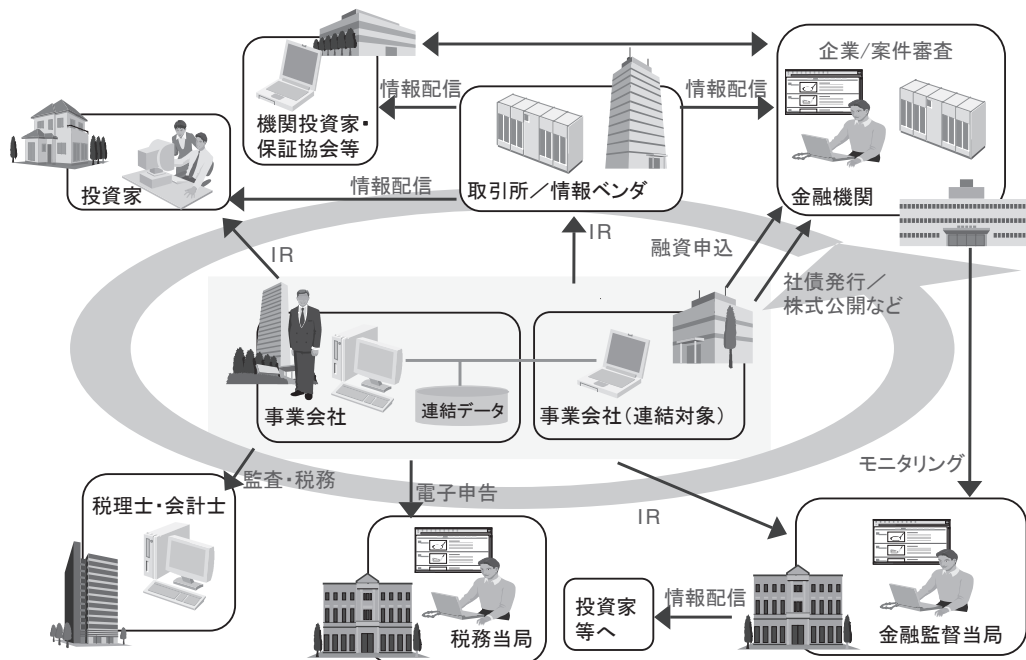 企業/案件審査
情報配信
情報配信
機関投資家・
保証協会等
投資家
情報配信
取引所／情報ベンダ
金融機関
IR
IR
融資申込
社債発行／
株式公開など
事業会社
連結データ
事業会社（連結対象）
監査・税務
電子申告
IR
モニタリング
税理士・会計士
税務当局
投資家
等へ
情報配信
金融監督当局